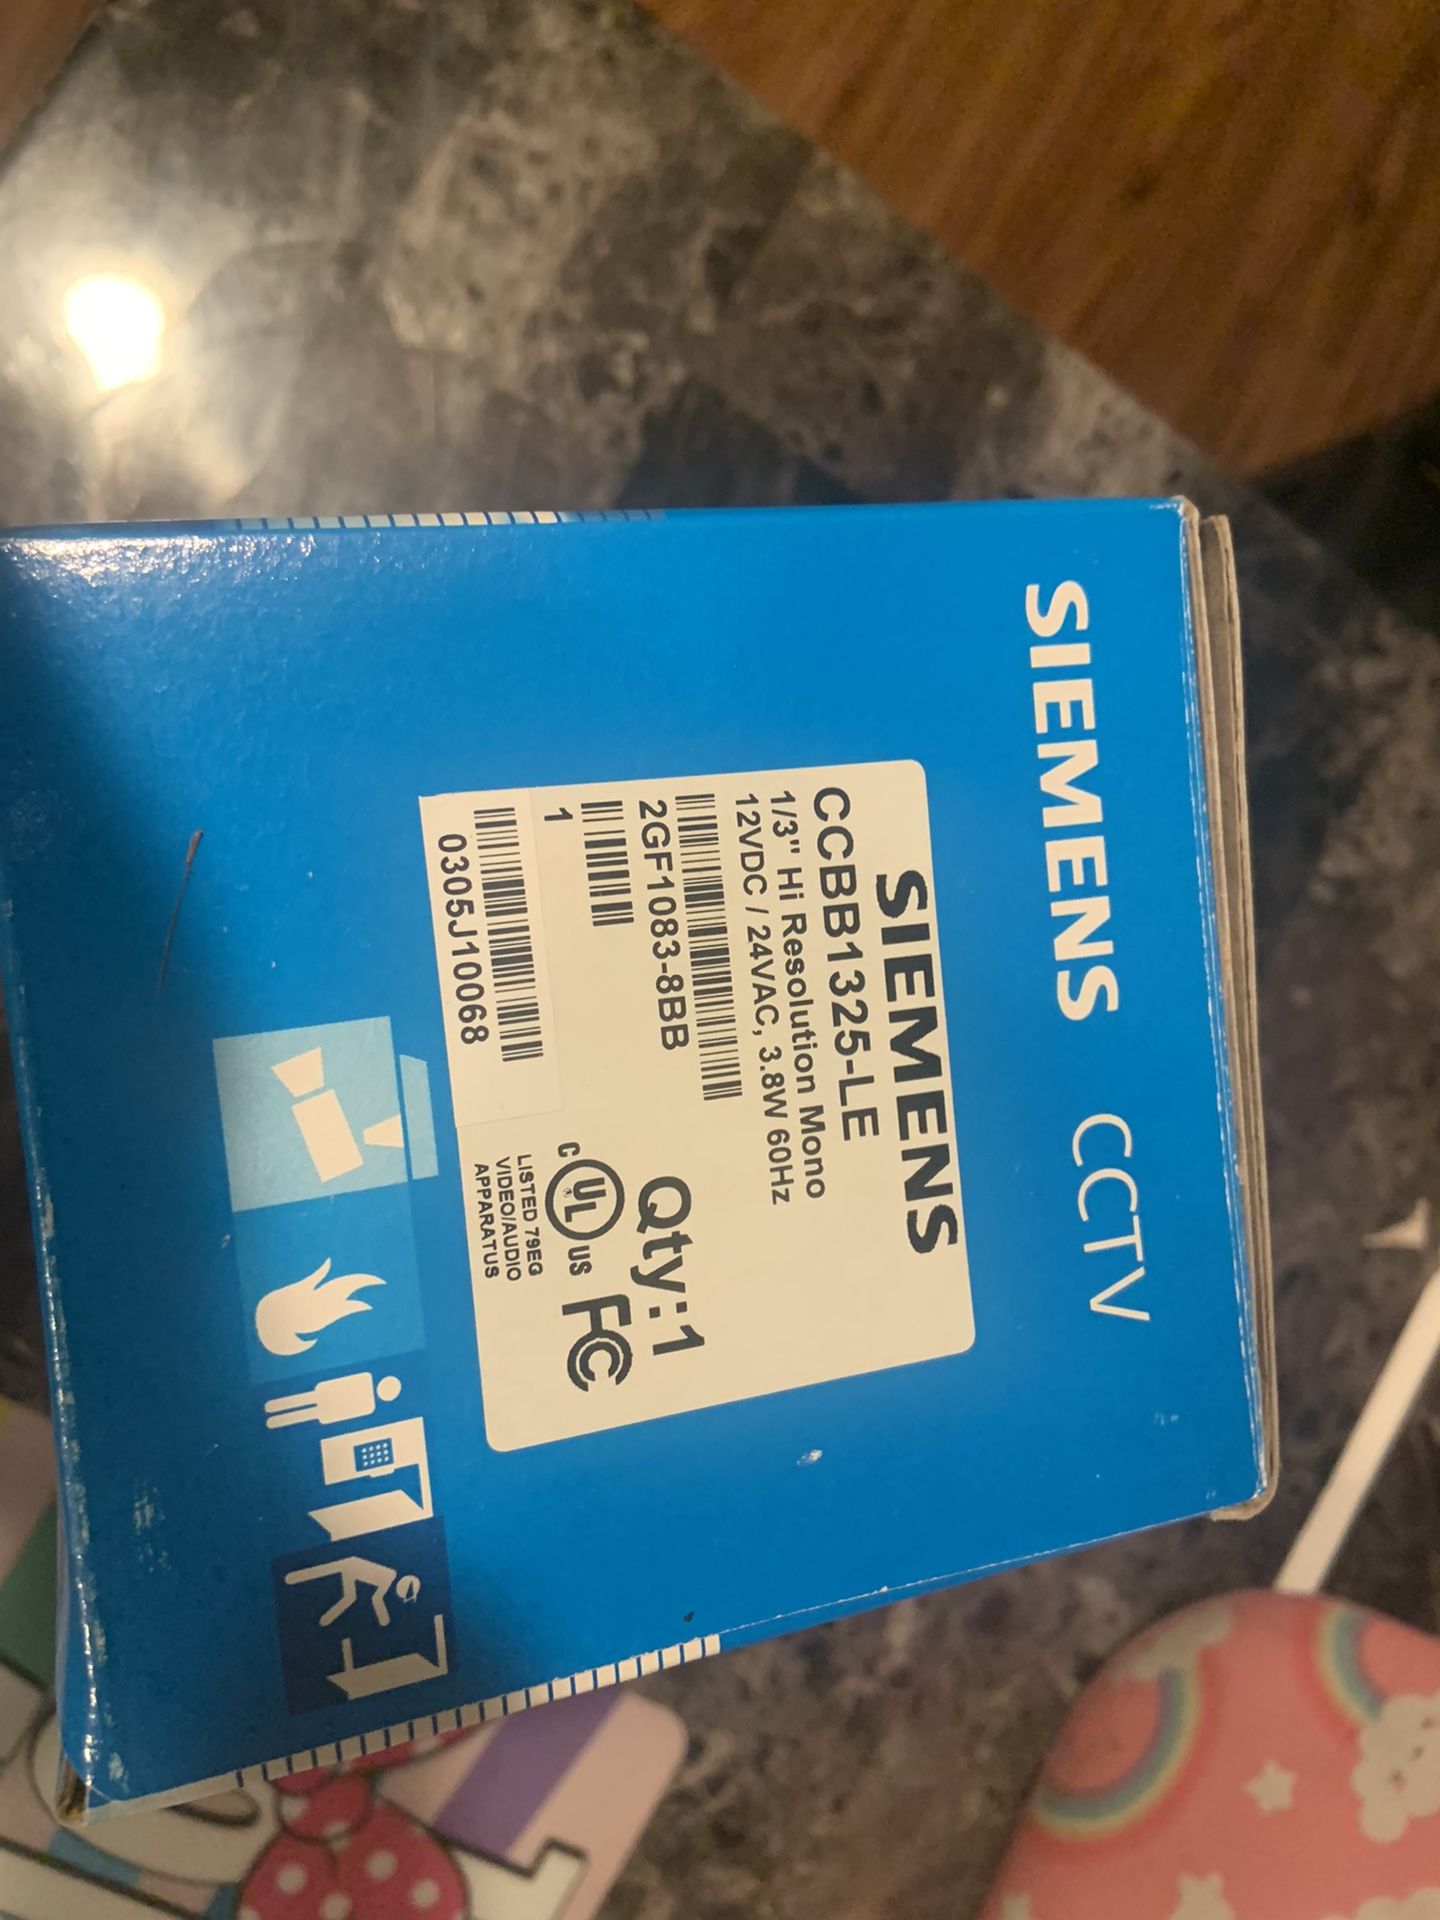 SIEMENS CCTV
SIEMENS
CCBB1325-LE
1/3" Hi Resolution Mono
12VDC / 24VAC, 3.8W 60Hz
2GF1083-8BB
Qty:1
1
0305J10068
C UL US
FC
LISTED 79EG
VIDEO/AUDIO
APPARATUS